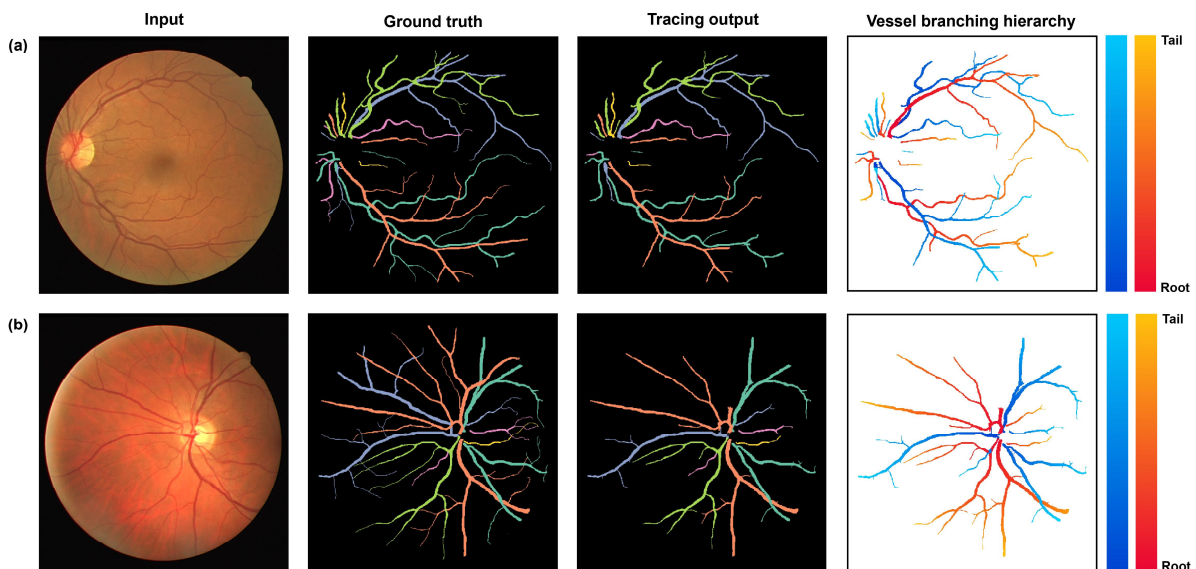 Input Ground truth Tracing output Vessel branching hierarchy
(a)
Tail
Root
(b)
Tail
Root